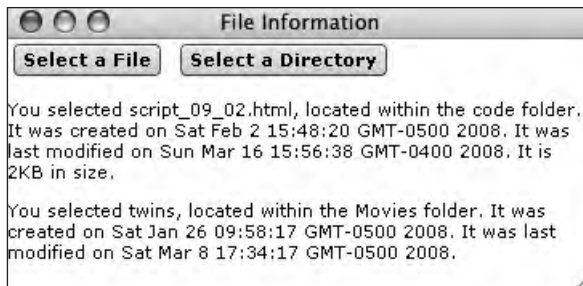 File Information
Select a File Select a Directory
You selected script_09_02.html, located within the code folder.
It was created on Sat Feb 2 15:48:20 GMT-0500 2008. It was
last modified on Sun Mar 16 15:56:38 GMT-0400 2008. It is
2KB in size.
You selected twins, located within the Movies folder. It was
created on Sat Jan 26 09:58:17 GMT-0500 2008. It was last
modified on Sat Mar 8 17:34:17 GMT-0500 2008.